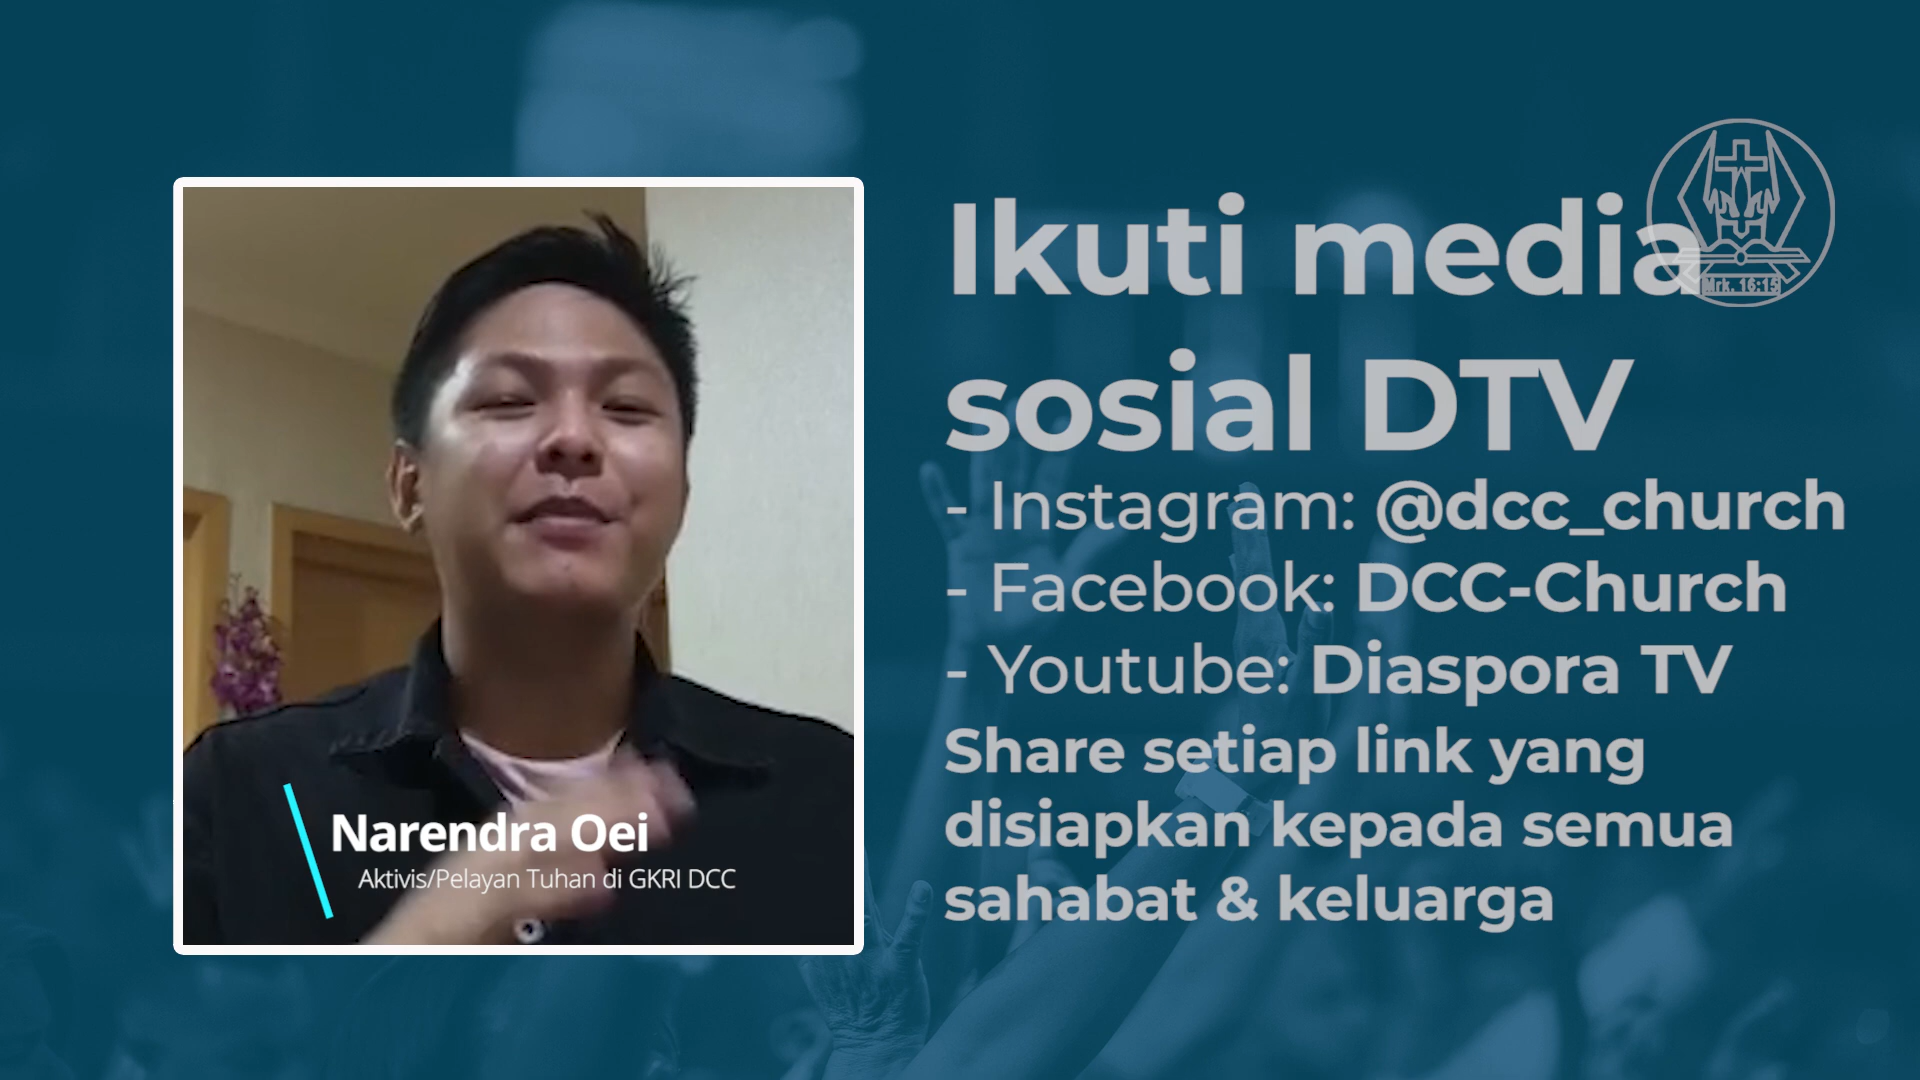 Ikuti media
sosial DTV
- Instagram: @dcc_church
- Facebook: DCC-Church
- Youtube: Diaspora TV
Share setiap link yang
disiapkan kepada semua
sahabat & keluarga
Mrk. 16:15
Narendra Oei
Aktivis/Pelayan Tuhan di GKRI DCC